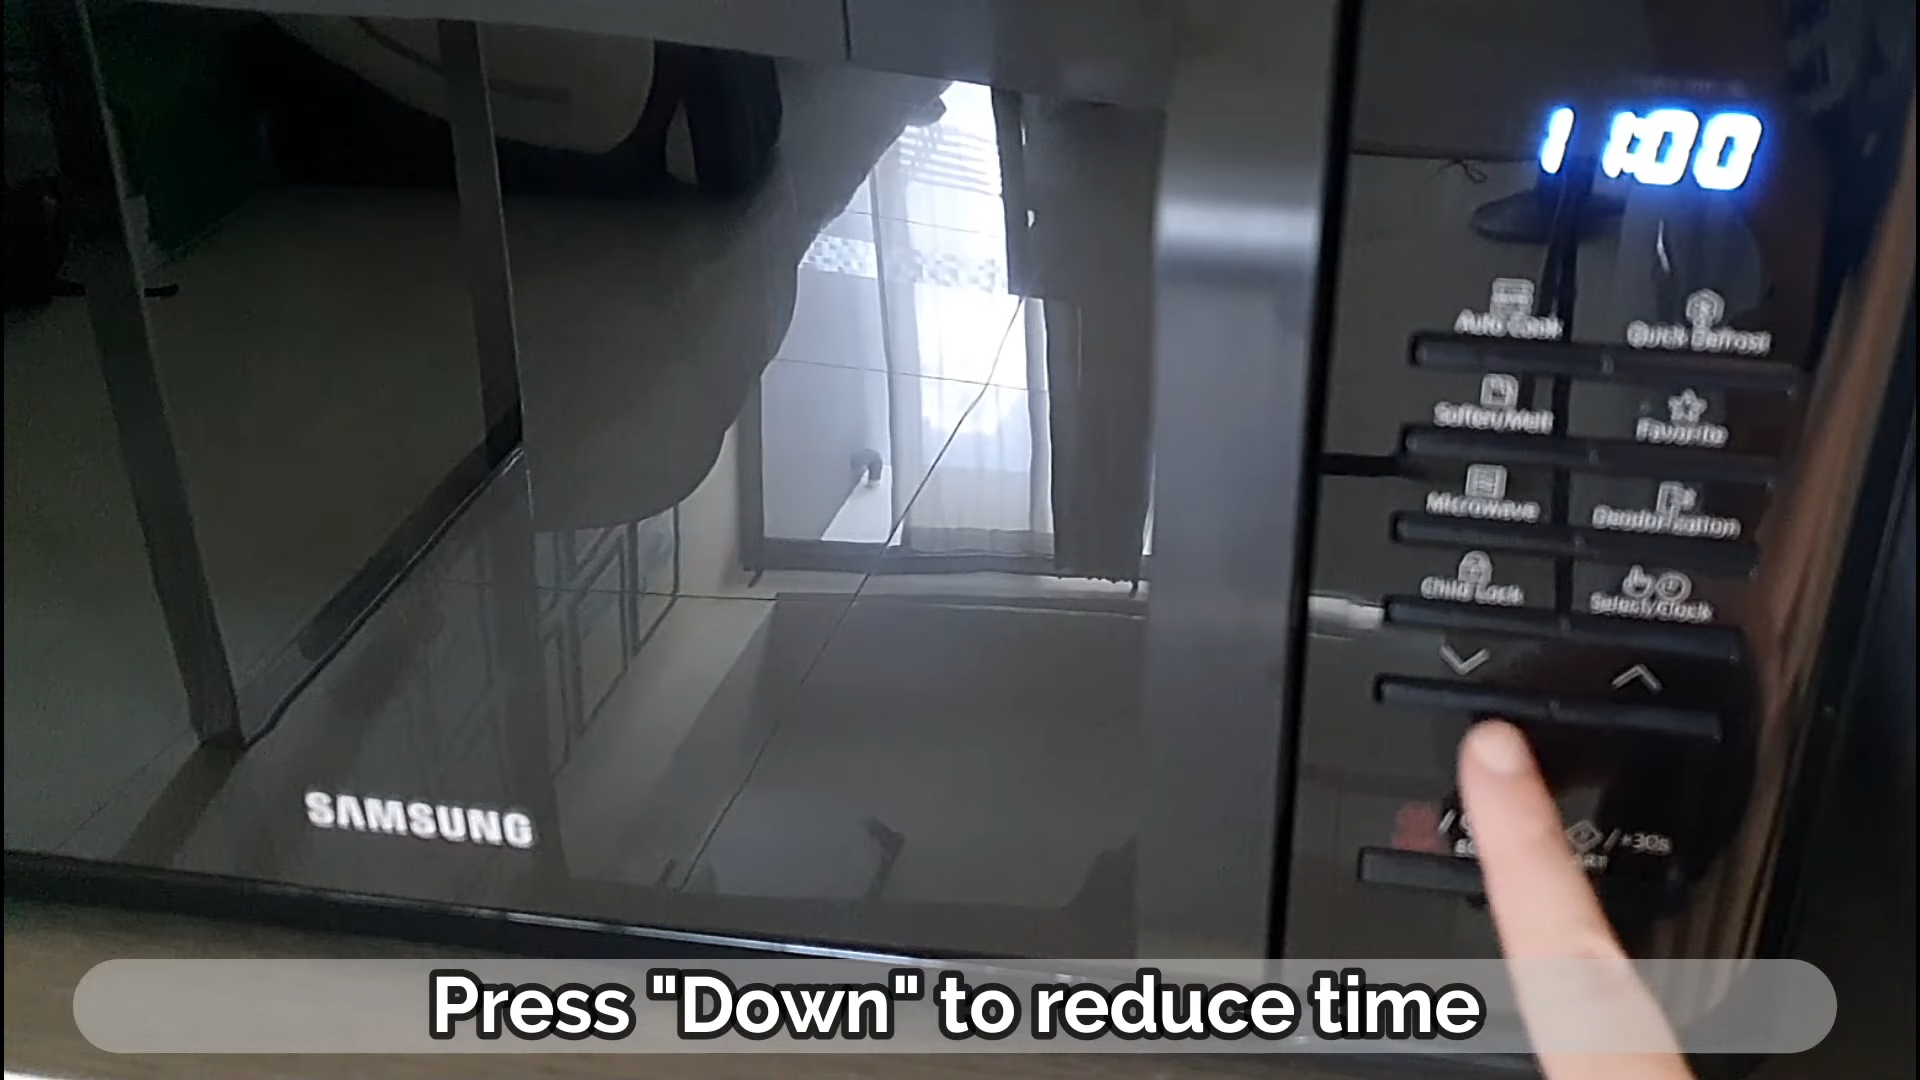 11:00
Auto Cook
Quick Defrost
Soften/Melt
Favorite
Microwave
Deodorization
Child Lock
Select/Clock
/+30s
SAMSUNG
Press "Down" to reduce time